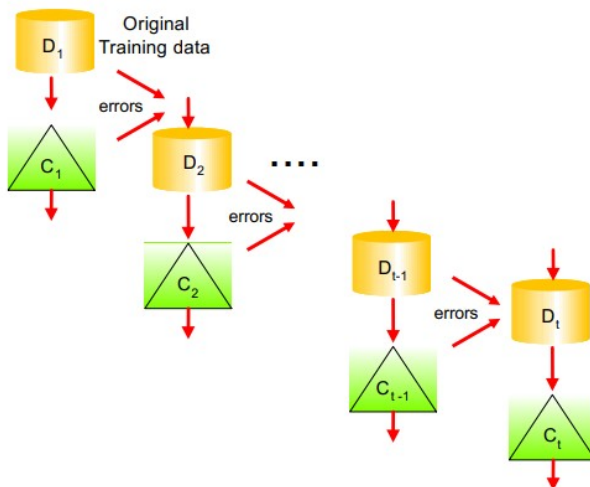 Original
Training data
D1
errors
C1
D2
....
errors
C2
Dt-1
errors
Dt
Ct-1
Ct